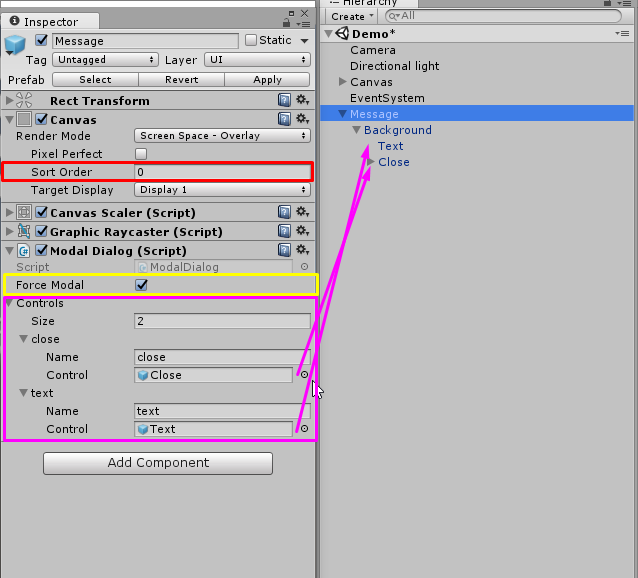 Inspector
Message
Static
Tag Untagged Layer UI
Prefab Select Revert Apply
Rect Transform
Canvas
Render Mode Screen Space - Overlay
Pixel Perfect
Sort Order 0
Target Display Display 1
Canvas Scaler (Script)
Graphic Raycaster (Script)
Modal Dialog (Script)
Script ModalDialog
Force Modal
Controls
Size 2
close
Name close
Control Close
text
Name text
Control Text
Add Component
Hierarchy
Create All
Demo*
Camera
Directional light
Canvas
EventSystem
Message
Background
Text
Close